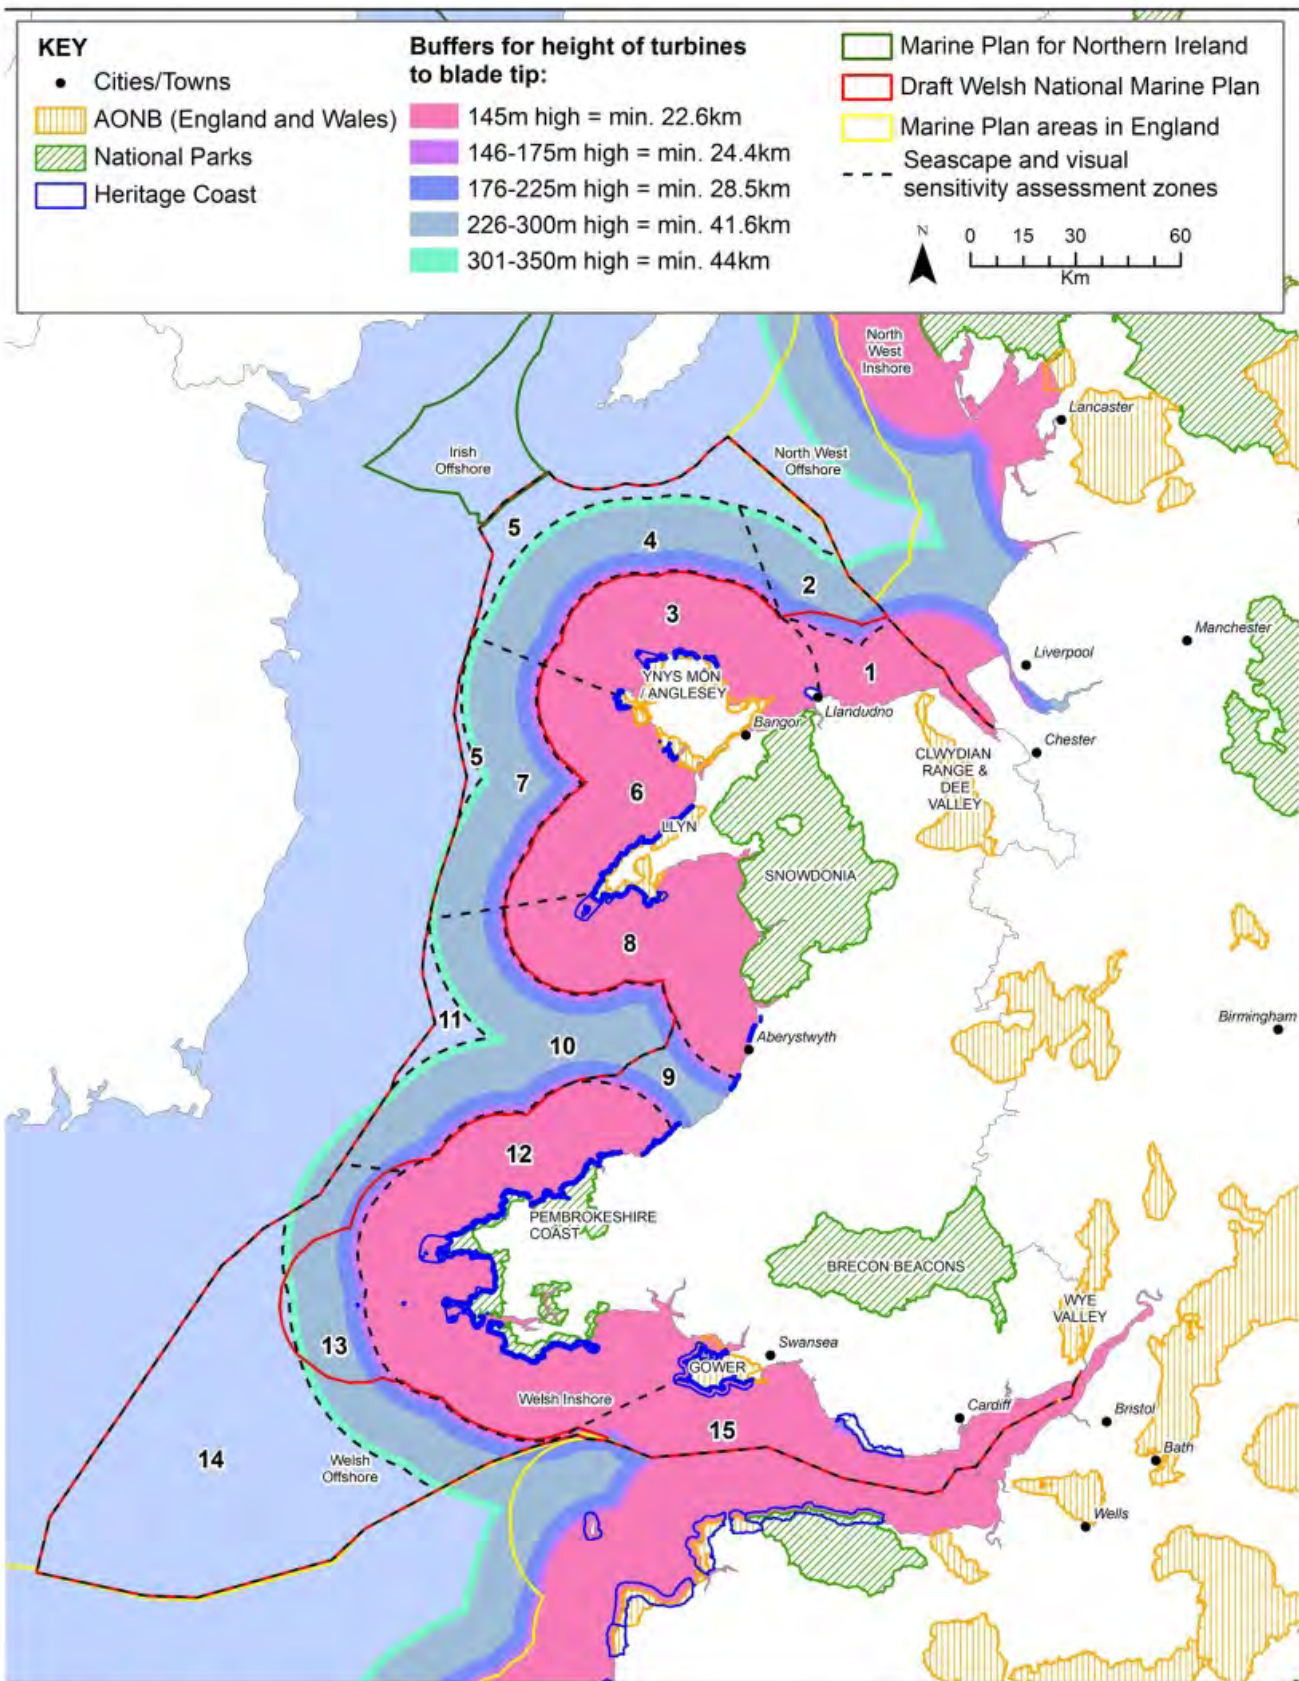 KEY
Cities/Towns
AONB (England and Wales)
National Parks
Heritage Coast
Buffers for height of turbines
to blade tip:
145m high = min. 22.6km
146-175m high = min. 24.4km
176-225m high = min. 28.5km
226-300m high = min. 41.6km
301-350m high = min. 44km
Marine Plan for Northern Ireland
Draft Welsh National Marine Plan
Marine Plan areas in England
Seascape and visual
sensitivity assessment zones
N
0 15 30 60
Km
North
West
Inshore
Lancaster
Irish
Offshore
North West
Offshore
5
4
2
3
Manchester
Liverpool
1
YNYS MÔN
/ ANGLESEY
Llandudno
Bangor
Chester
5
7
6
CLWYDIAN
RANGE &
DEE
VALLEY
LLYN
SNOWDONIA
8
11
10
Aberystwyth
Birmingham
9
12
PEMBROKESHIRE
COAST
BRECON BEACONS
WYE
VALLEY
13
Swansea
GOWER
Welsh Inshore
15
Cardiff
Bristol
14
Welsh
Offshore
Bath
Wells